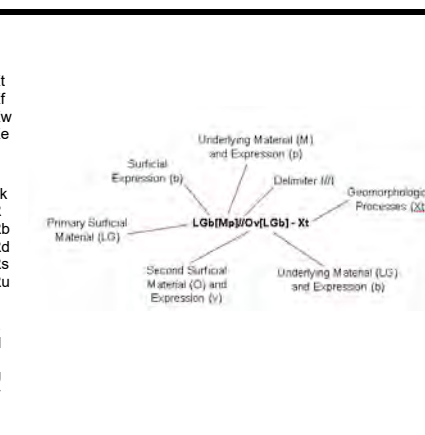 t
f
w
e
k
b
d
s
u
Underlying Material (M)
and Expression (p)
Surficial
Expression (b)
Delimiter
Geomorphologic
Processes (Xt
Primary Surficial
Material (LG)
LGb[Mp]//Ov[LGb] - Xt
Second Surficial
Material (O) and
Expression (v)
Underlying Material (LG)
and Expression (b)